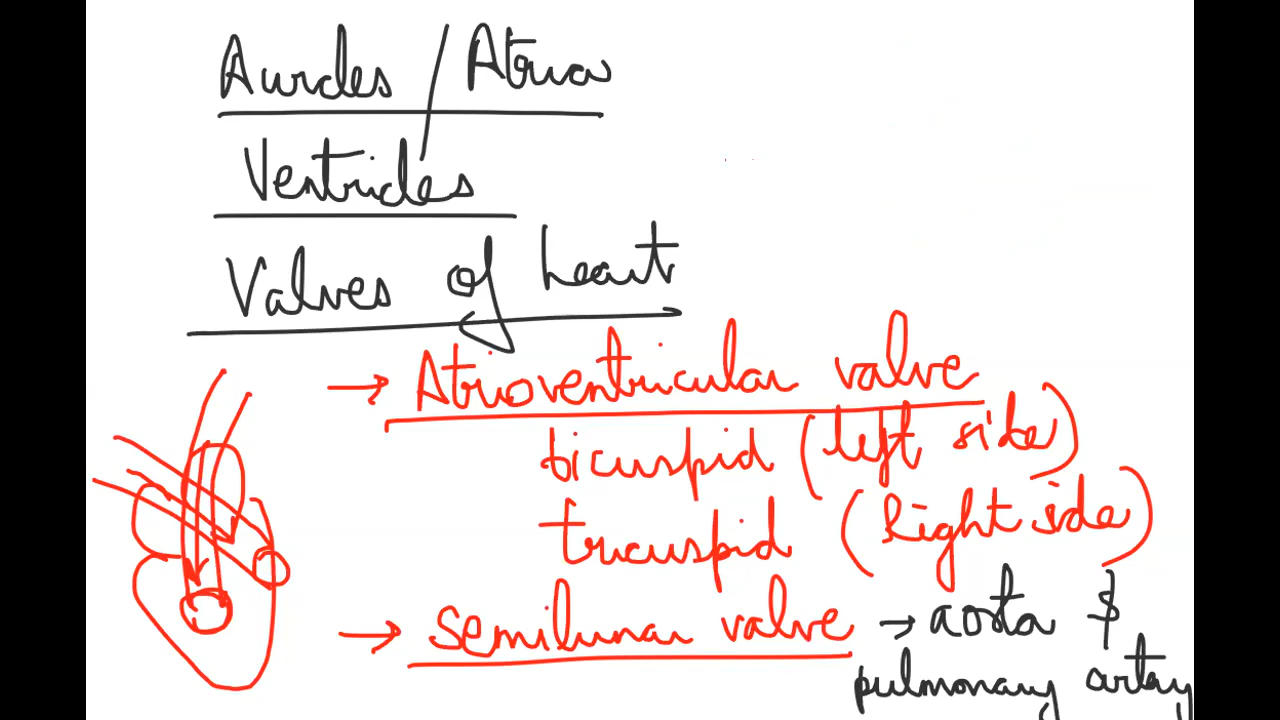 Auricles / Atria
Ventricles
Valves of heart
→ Atrioventricular valve
bicuspid (left side)
tricuspid (Right side)
→ semilunar valve → aorta &
pulmonary artery